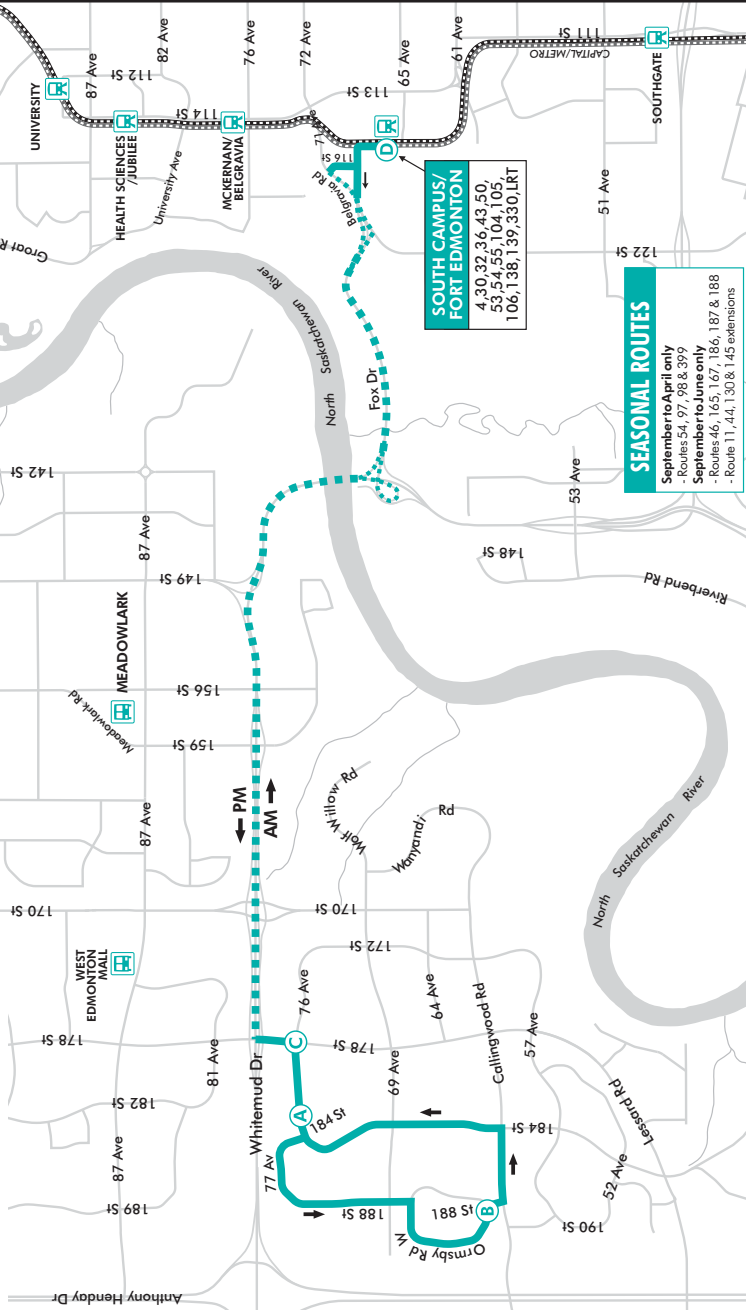 UNIVERSITY
87 Ave
112 St
82 Ave
76 Ave
72 Ave
65 Ave
61 Ave
111 St
CAPITAL/METRO
SOUTHGATE
HEALTH SCIENCES
/JUBILEE
114 St
University Ave
MCKERNAN/
BELGRAVIA
113 St
116 St
Belgravia Rd
D
SOUTH CAMPUS/
FORT EDMONTON
4,30,32,36,43,50,
53,54,55,104,105,
106,138,139,330,LRT
51 Ave
122 St
Groat R
North Saskatchewan River
Fox Dr
SEASONAL ROUTES
September to April only
- Routes 54, 97, 98 & 399
September to June only
- Routes 46, 165, 167, 186, 187 & 188
- Route 11, 44, 130 & 145 extensions
142 St
87 Ave
53 Ave
148 St
149 St
Riverbend Rd
MEADOWLARK
Meadowlark Rd
156 St
159 St
87 Ave
PM
AM
Wolf Willow Rd
Wanyandi Rd
North Saskatchewan River
170 St
170 St
WEST
EDMONTON
MALL
172 St
178 St
76 Ave
64 Ave
Callingwood Rd
57 Ave
81 Ave
Whitemud Dr
C
178 St
69 Ave
182 St
A
184 St
184 St
Lessard Rd
87 Ave
77 Av
52 Ave
189 St
188 St
188 St
B
190 St
Ormsby Rd W
Anthony Henday Dr